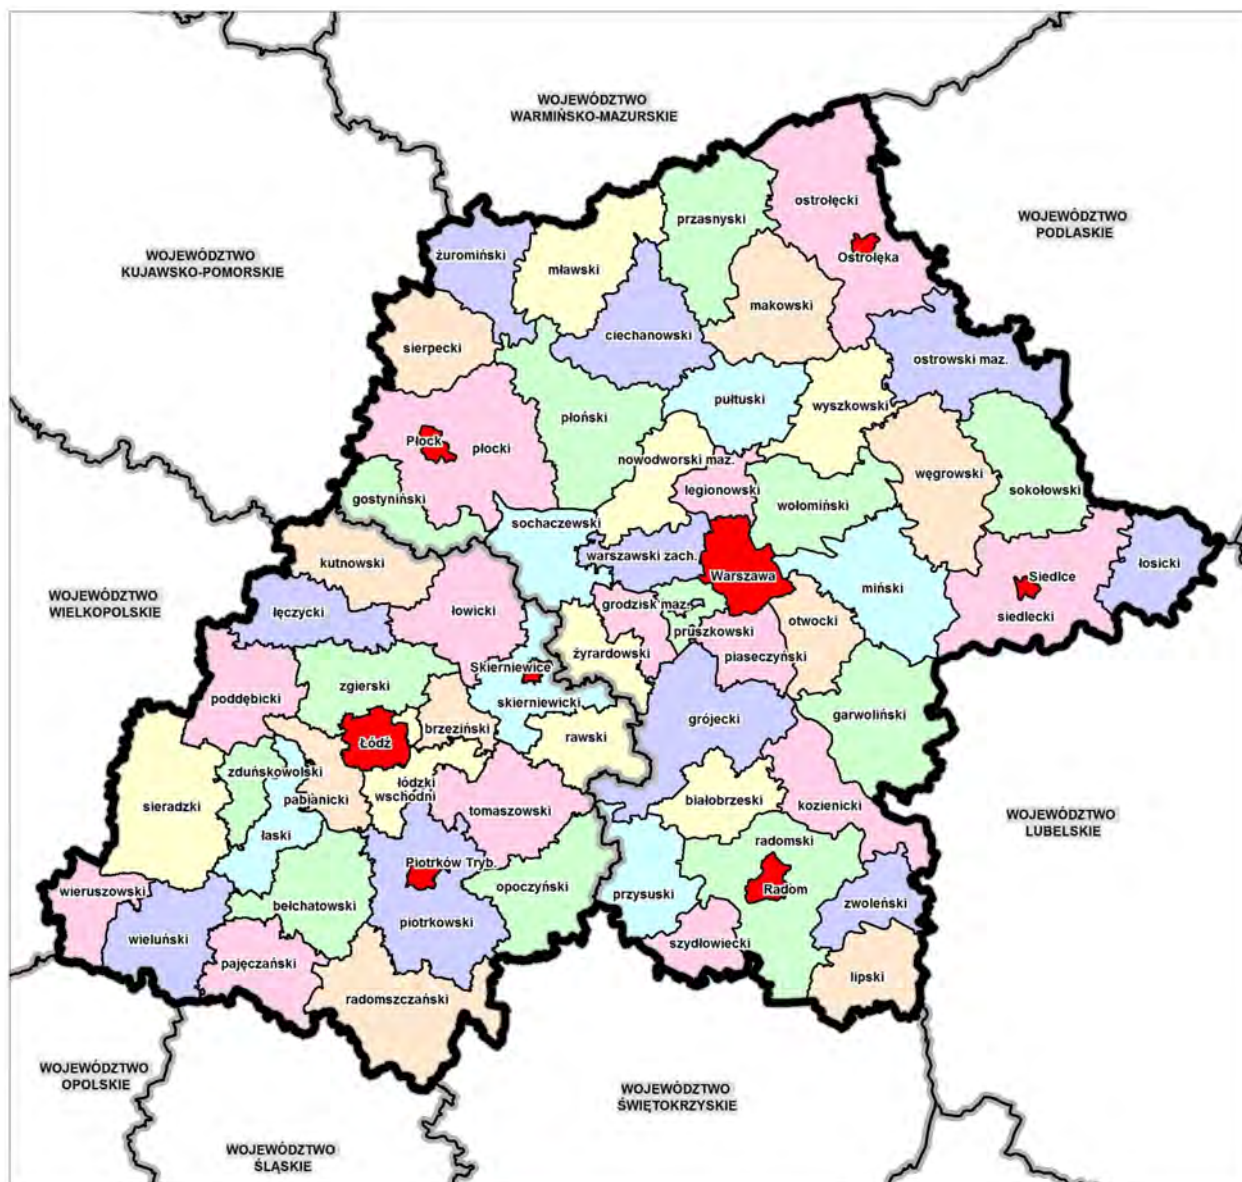 WOJEWÓDZTWO
WARMIŃSKO-MAZURSKIE
ostrołęcki
przasnyski
WOJEWÓDZTWO
PODLASKIE
WOJEWÓDZTWO
KUJAWSKO-POMORSKIE
żuromiński
mławski
Ostrołęka
makowski
ciechanowski
sierpecki
ostrowski maz.
pułtuski
wyszkowski
płoński
Płock
płocki
nowodworski maz.
węgrowski
gostyniński
legionowski
sokołowski
wołomiński
sochaczewski
warszawski zach.
kutnowski
łosicki
Warszawa
Siedlce
miński
WOJEWÓDZTWO
WIELKOPOLSKIE
łęczycki
łowicki
grodzisk maz.
otwocki
siedlecki
pruszkowski
żyrardowski
piaseczyński
Skierniewice
zgierski
poddębicki
skierniewicki
garwoliński
grójecki
brzeziński
rawski
Łódź
zduńskowolski
łódzki
wschodni
pabianicki
sieradzki
tomaszowski
białobrzeski
kozienicki
WOJEWÓDZTWO
LUBELSKIE
łaski
radomski
Piotrków Tryb.
wieruszowski
opoczyński
przysuski
Radom
bełchatowski
zwoleński
piotrkowski
wieluński
szydłowiecki
pajęczański
lipski
radomszczański
WOJEWÓDZTWO
OPOLSKIE
WOJEWÓDZTWO
ŚWIĘTOKRZYSKIE
WOJEWÓDZTWO
ŚLĄSKIE